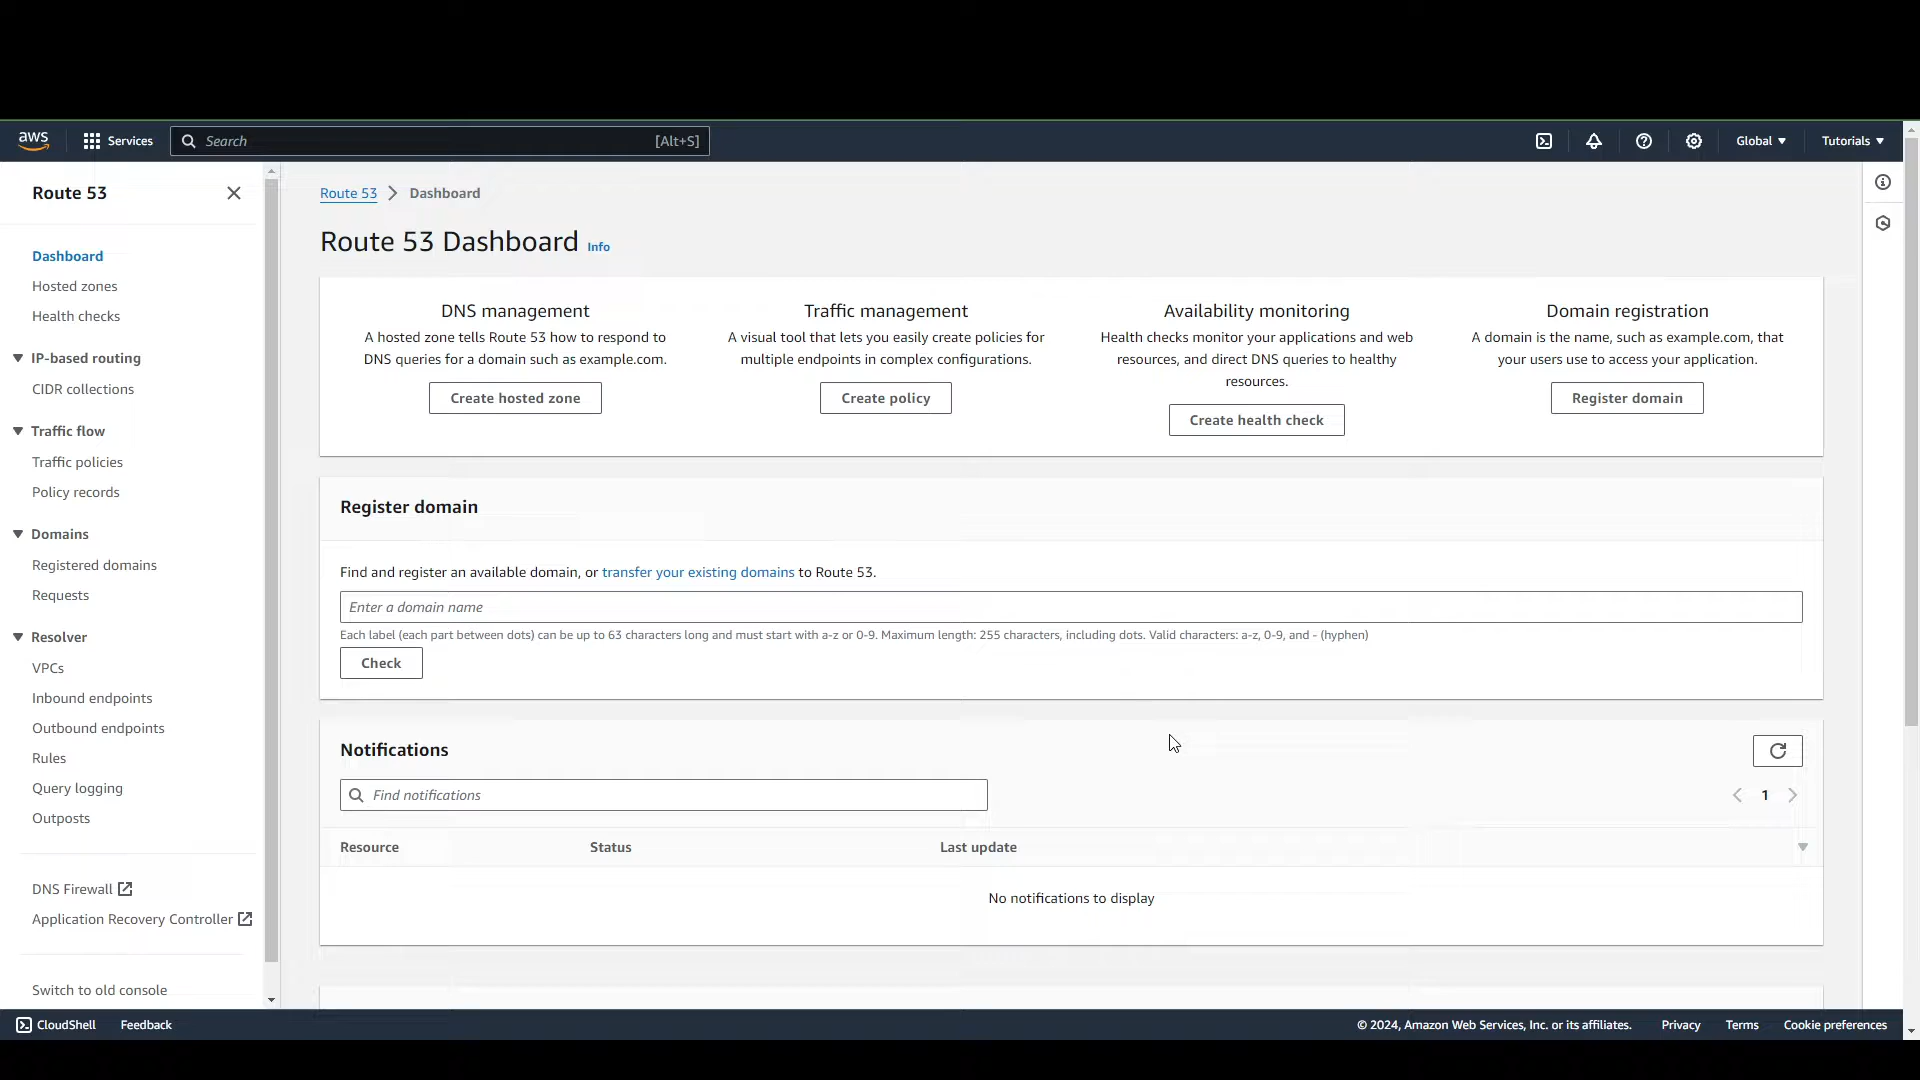 aws
Services
Search
[Alt+S]
Global
Tutorials
Route 53
Dashboard
Hosted zones
Health checks
IP-based routing
CIDR collections
Traffic flow
Traffic policies
Policy records
Domains
Registered domains
Requests
Resolver
VPCs
Inbound endpoints
Outbound endpoints
Rules
Query logging
Outposts
DNS Firewall
Application Recovery Controller
Switch to old console
Route 53 Dashboard
Route 53 Dashboard Info
DNS management
A hosted zone tells Route 53 how to respond to
DNS queries for a domain such as example.com.
Create hosted zone
Traffic management
A visual tool that lets you easily create policies for
multiple endpoints in complex configurations.
Create policy
Availability monitoring
Health checks monitor your applications and web
resources, and direct DNS queries to healthy
resources.
Create health check
Domain registration
A domain is the name, such as example.com, that
your users use to access your application.
Register domain
Register domain
Find and register an available domain, or transfer your existing domains to Route 53.
Enter a domain name
Each label (each part between dots) can be up to 63 characters long and must start with a-z or 0-9. Maximum length: 255 characters, including dots. Valid characters: a-z, 0-9, and - (hyphen)
Check
Notifications
Find notifications
1
Resource Status Last update
No notifications to display
CloudShell Feedback © 2024, Amazon Web Services, Inc. or its affiliates. Privacy Terms Cookie preferences